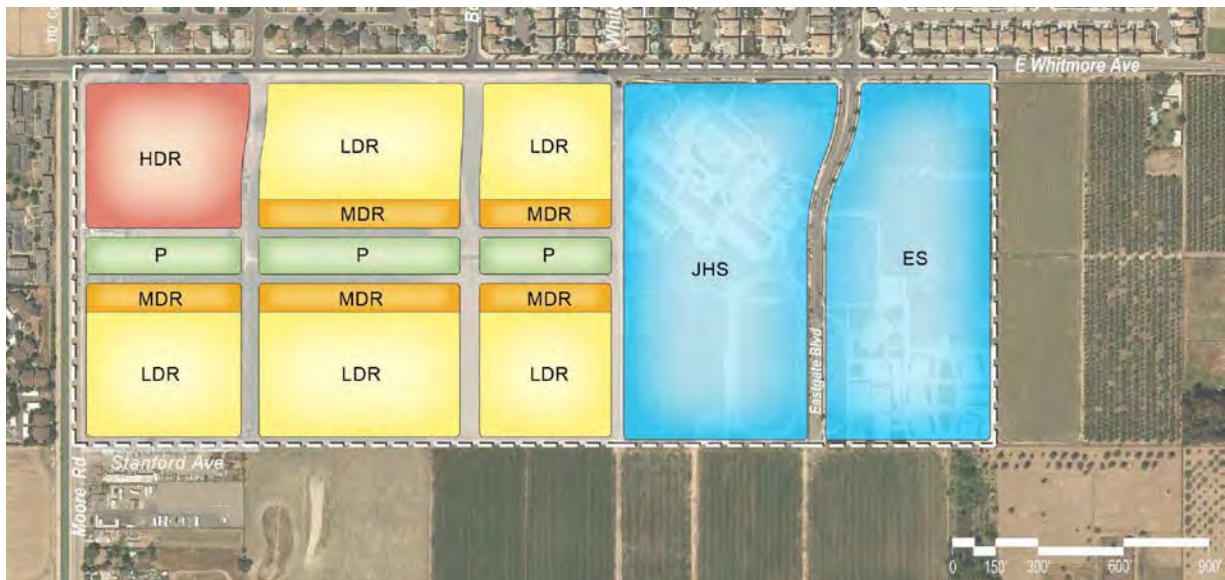 E Whitmore Ave
HDR
LDR
LDR
MDR
MDR
P
P
P
JHS
ES
MDR
MDR
MDR
LDR
LDR
LDR
Eastgate Blvd
Stanford Ave
Moore Rd
0 150' 300' 600' 900'